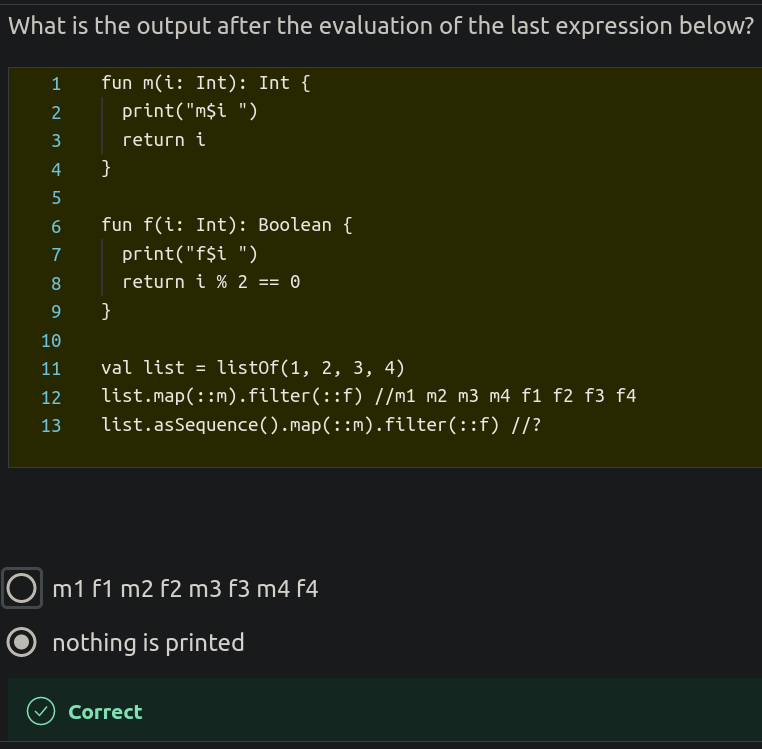 What is the output after the evaluation of the last expression below?
1 fun m(i: Int): Int {
2 print("m$i ")
3 return i
4 }
5
6 fun f(i: Int): Boolean {
7 print("f$i ")
8 return i % 2 == 0
9 }
10
11 val list = listOf(1, 2, 3, 4)
12 list.map(::m).filter(::f) //m1 m2 m3 m4 f1 f2 f3 f4
13 list.asSequence().map(::m).filter(::f) //?
m1 f1 m2 f2 m3 f3 m4 f4
nothing is printed
Correct